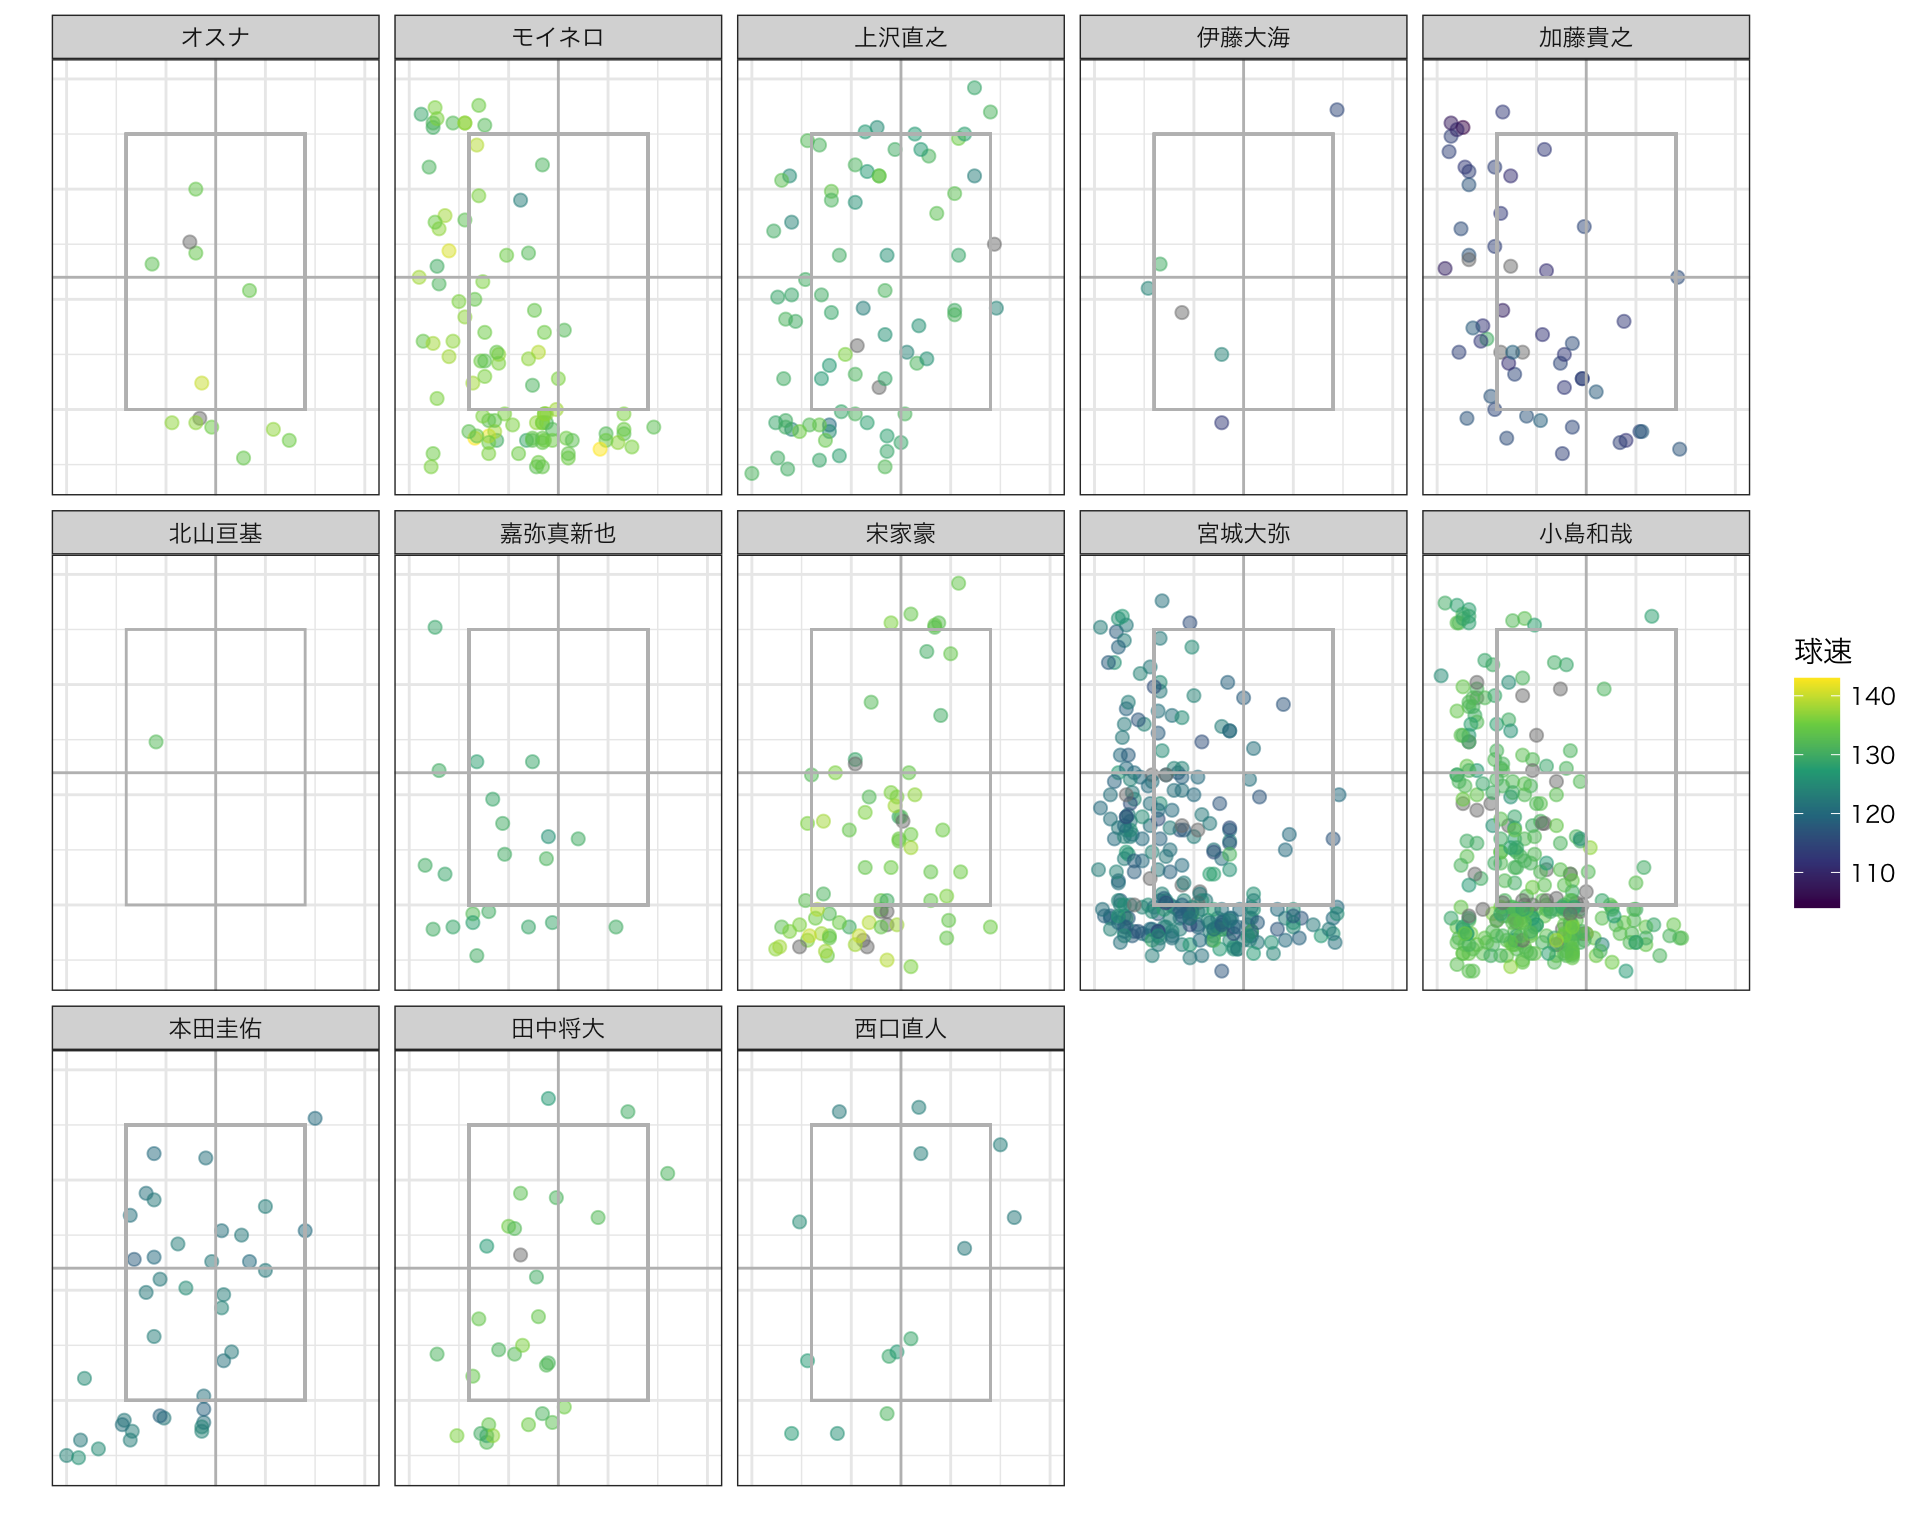 オスナ
モイネロ
上沢直之
伊藤大海
加藤貴之
北山亘基
嘉弥真新也
宋家豪
宮城大弥
小島和哉
本田圭佑
田中将大
西口直人
球速
140
130
120
110